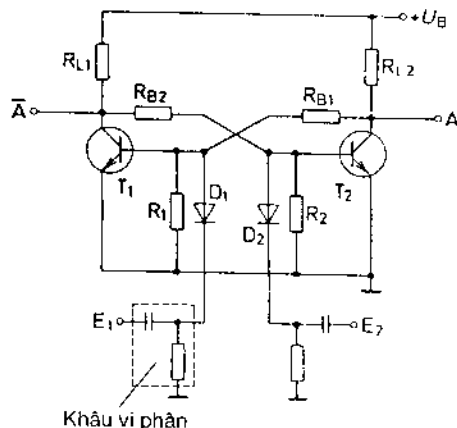 +U_B
R_L1
R_L2
R_B2
R_B1
Ā
A
T_1
T_2
D_1
R_1
D_2
R_2
E_1
E_2
Khâu vi phân